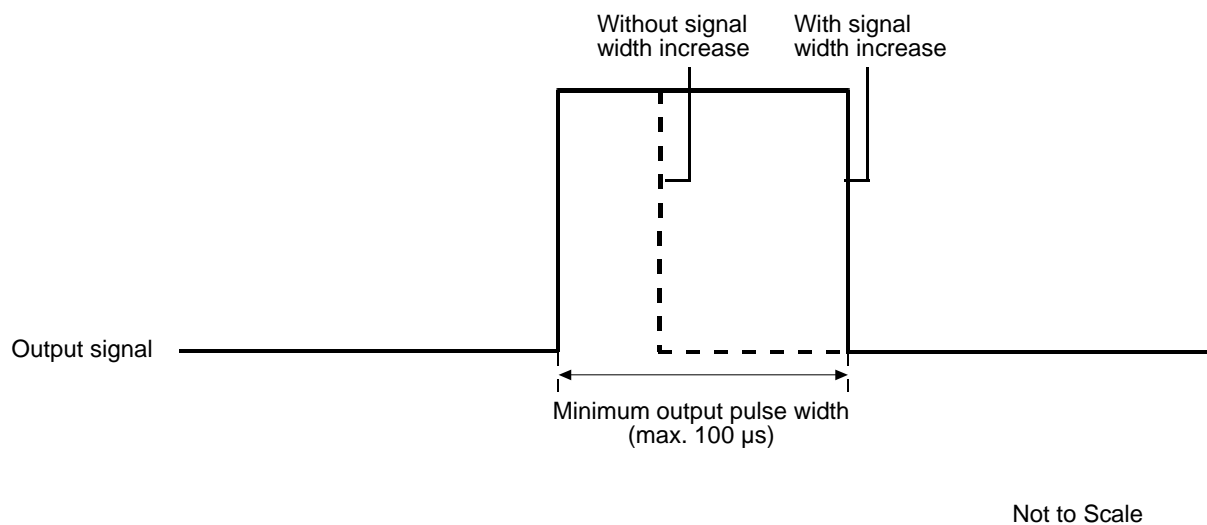 Without signal
width increase
With signal
width increase
Output signal
Minimum output pulse width
(max. 100 µs)
Not to Scale